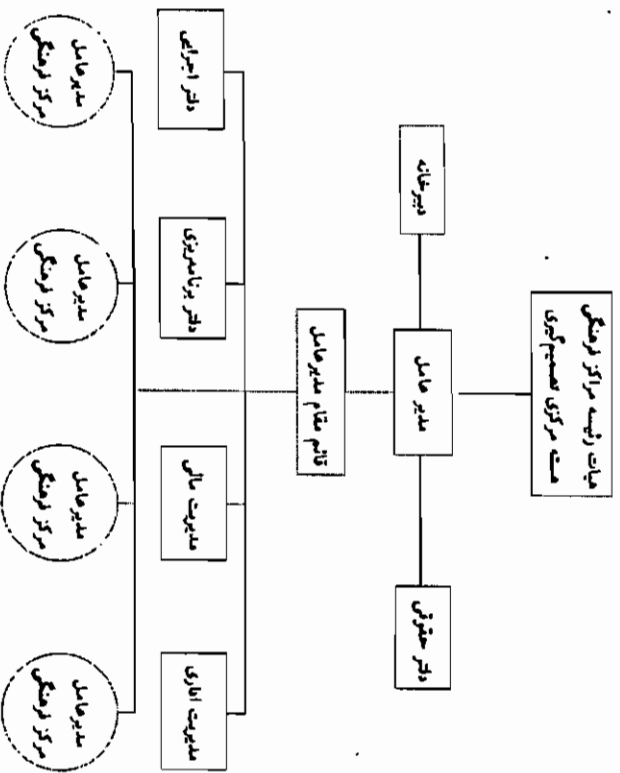 هیات رئیسه مراکز فرهنگی
هسته مرکزی تصمیم‌گیری
دبیرخانه
مدیر عامل
دفتر حقوقی
قائم مقام مدیرعامل
دفتر اجرایی
دفتر برنامه‌ریزی
مدیریت مالی
مدیریت اداری
مدیرعامل
مرکز فرهنگی
مدیرعامل
مرکز فرهنگی
مدیرعامل
مرکز فرهنگی
مدیرعامل
مرکز فرهنگی